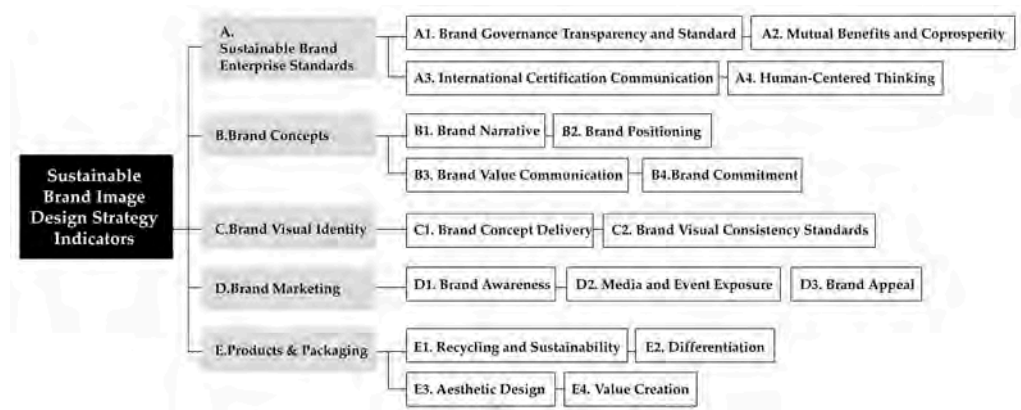 Sustainable
Brand Image
Design Strategy
Indicators
A.
Sustainable Brand
Enterprise Standards
A1. Brand Governance Transparency and Standard
A2. Mutual Benefits and Coprosperity
A3. International Certification Communication
A4. Human-Centered Thinking
B.Brand Concepts
B1. Brand Narrative
B2. Brand Positioning
B3. Brand Value Communication
B4.Brand Commitment
C.Brand Visual Identity
C1. Brand Concept Delivery
C2. Brand Visual Consistency Standards
D.Brand Marketing
D1. Brand Awareness
D2. Media and Event Exposure
D3. Brand Appeal
E.Products & Packaging
E1. Recycling and Sustainability
E2. Differentiation
E3. Aesthetic Design
E4. Value Creation